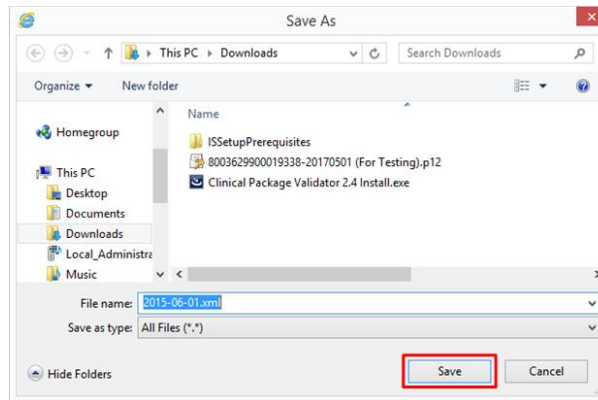 Save As
This PC ▸ Downloads
Search Downloads
Organize
New folder
Name
Homegroup
This PC
Desktop
Documents
Downloads
Local_Administra
Music
ISSetupPrerequisites
8003629900019338-20170501 (For Testing).p12
Clinical Package Validator 2.4 Install.exe
File name: 2015-06-01.xml
Save as type: All Files (*.*)
Hide Folders
Save
Cancel